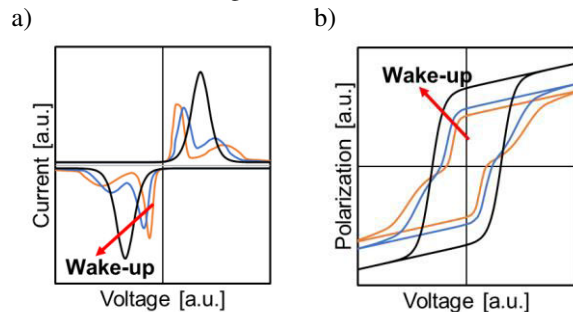 a)
b)
Wake-up
Current [a.u.]
Voltage [a.u.]
Wake-up
Polarization [a.u.]
Voltage [a.u.]